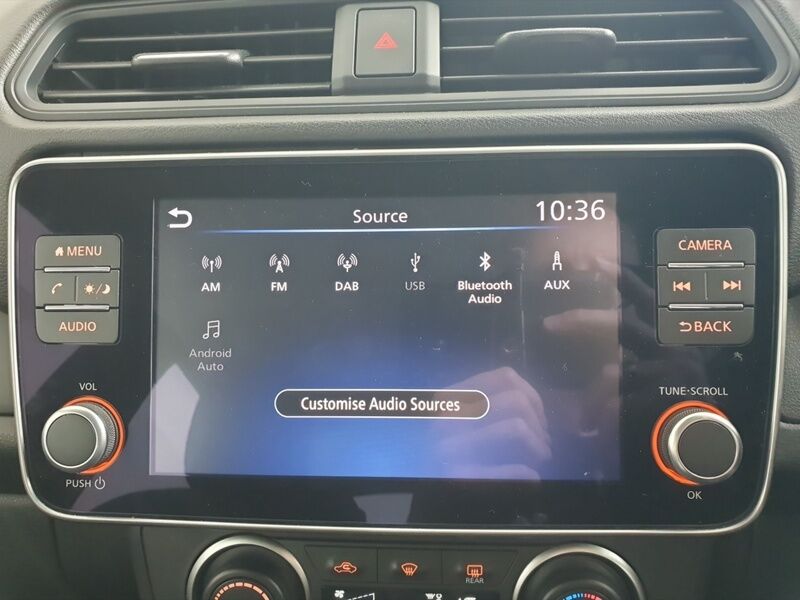 Source
10:36
MENU
AM
FM
DAB
USB
Bluetooth
Audio
AUX
CAMERA
AUDIO
BACK
Android
Auto
VOL
Customise Audio Sources
TUNE·SCROLL
PUSH
OK
REAR